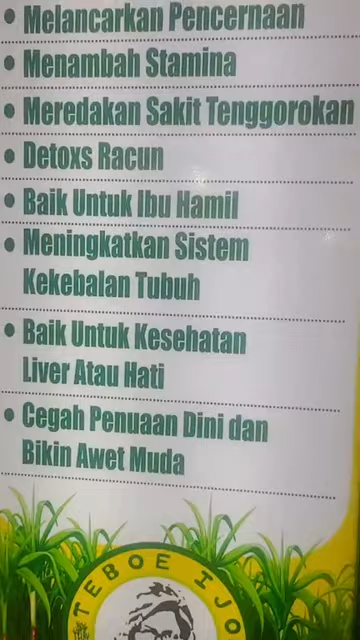 • Melancarkan Pencernaan
• Menambah Stamina
• Meredakan Sakit Tenggorokan
• Detoxs Racun
• Baik Untuk Ibu Hamil
• Meningkatkan Sistem
Kekebalan Tubuh
• Baik Untuk Kesehatan
Liver Atau Hati
• Cegah Penuaan Dini dan
Bikin Awet Muda
TEBOE IJO